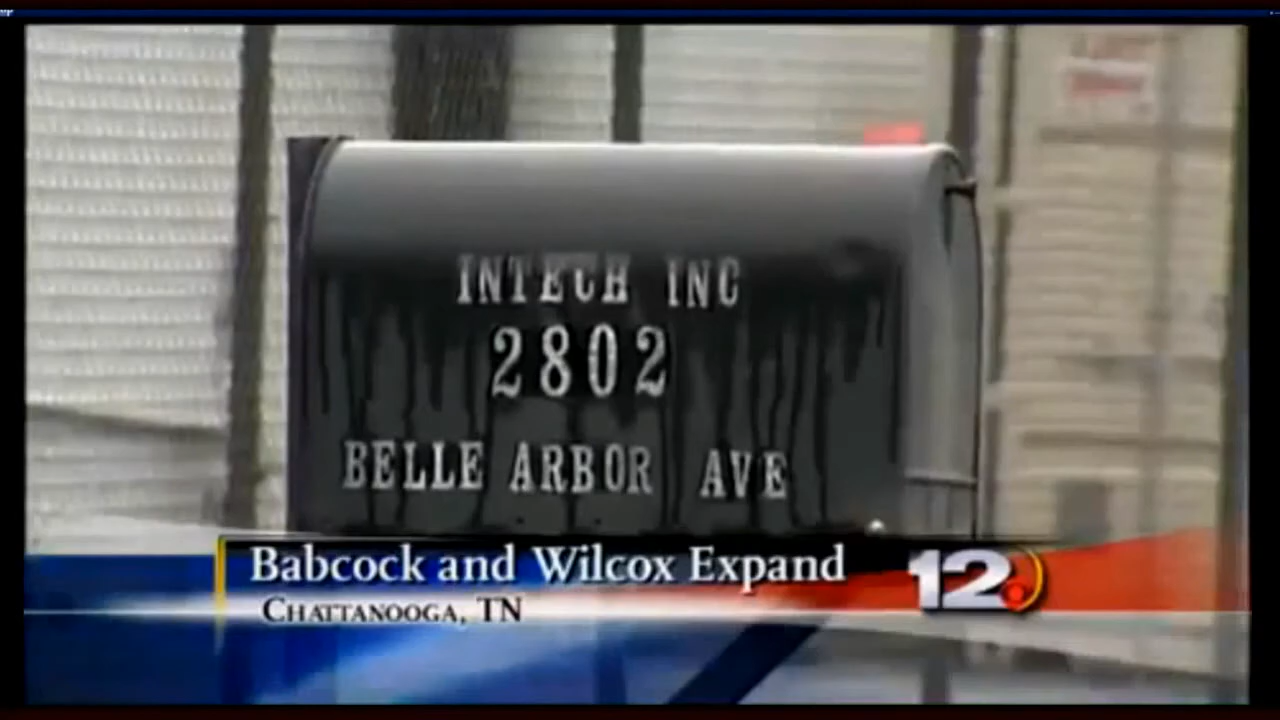 INTECH INC
2802
BELLE ARBOR AVE
Babcock and Wilcox Expand
12
CHATTANOOGA, TN